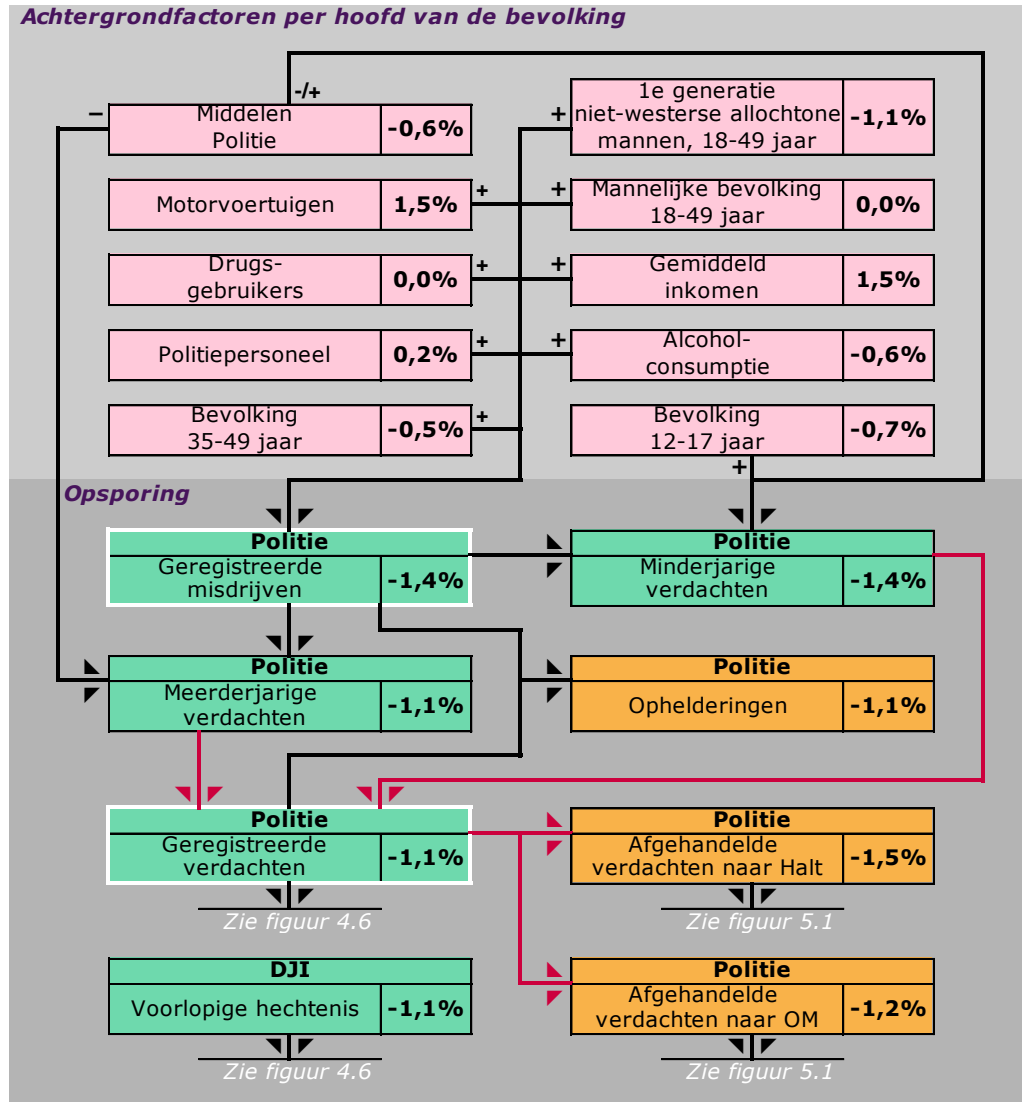 Achtergrondfactoren per hoofd van de bevolking
-/+
–
Middelen
Politie
-0,6%
+
1e generatie
niet-westerse allochtone
mannen, 18-49 jaar
-1,1%
Motorvoertuigen
1,5%
+
+
Mannelijke bevolking
18-49 jaar
0,0%
Drugs-
gebruikers
0,0%
+
+
Gemiddeld
inkomen
1,5%
Politiepersoneel
0,2%
+
+
Alcohol-
consumptie
-0,6%
Bevolking
35-49 jaar
-0,5%
+
Bevolking
12-17 jaar
-0,7%
+
Opsporing
Politie
Geregistreerde
misdrijven
-1,4%
Politie
Minderjarige
verdachten
-1,4%
Politie
Meerderjarige
verdachten
-1,1%
Politie
Ophelderingen
-1,1%
Politie
Geregistreerde
verdachten
-1,1%
Zie figuur 4.6
Politie
Afgehandelde
verdachten naar Halt
-1,5%
Zie figuur 5.1
DJI
Voorlopige hechtenis
-1,1%
Zie figuur 4.6
Politie
Afgehandelde
verdachten naar OM
-1,2%
Zie figuur 5.1